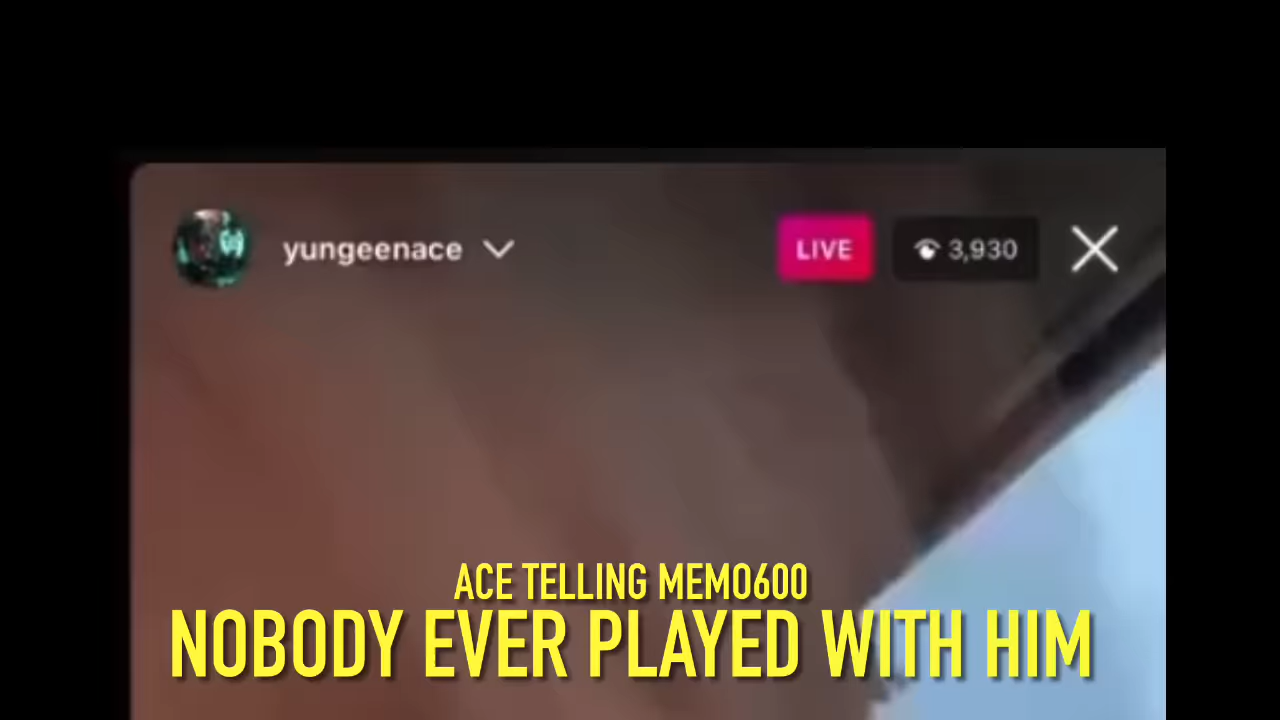 yungeenace
LIVE
3,930
ACE TELLING MEMO600
NOBODY EVER PLAYED WITH HIM